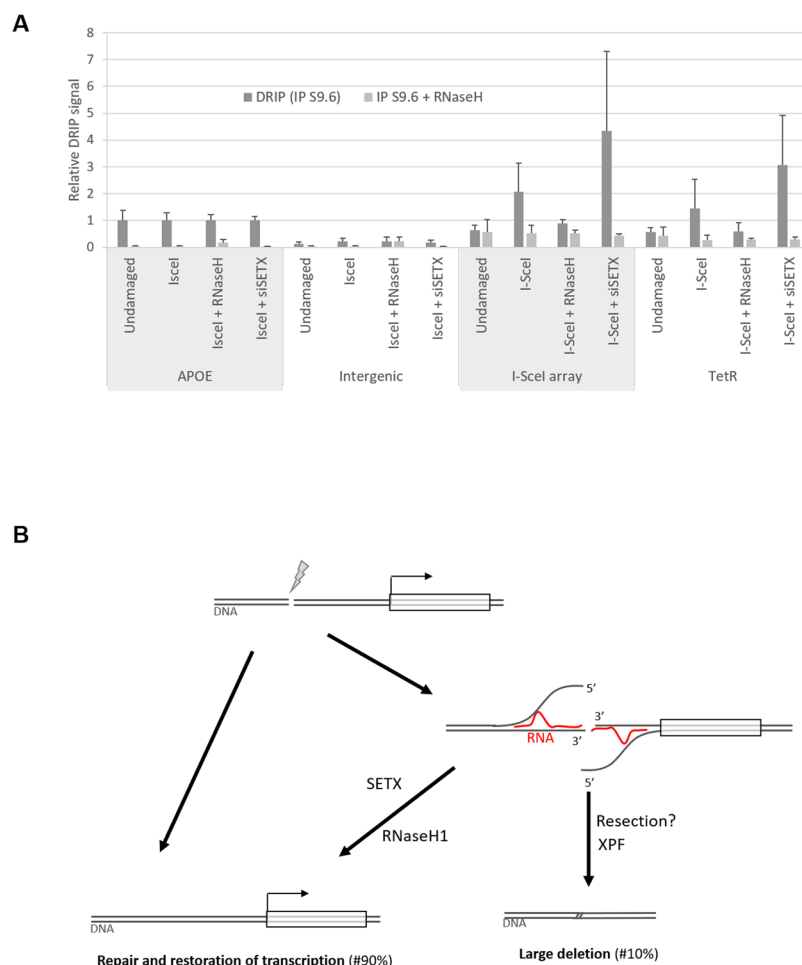 A
8
7
6
5
4
3
2
1
0
Relative DRIP signal
DRIP (IP S9.6)
IP S9.6 + RNaseH
Undamaged
IsceI
IsceI + RNaseH
IsceI + siSETX
Undamaged
IsceI
IsceI + RNaseH
IsceI + siSETX
Undamaged
I-SceI
I-SceI + RNaseH
I-SceI + siSETX
Undamaged
I-SceI
I-SceI + RNaseH
I-SceI + siSETX
APOE
Intergenic
I-SceI array
TetR
B
DNA
5'
3'
RNA
3'
5'
SETX
RNaseH1
Resection?
XPF
DNA
DNA
Repair and restoration of transcription (#90%)
Large deletion (#10%)